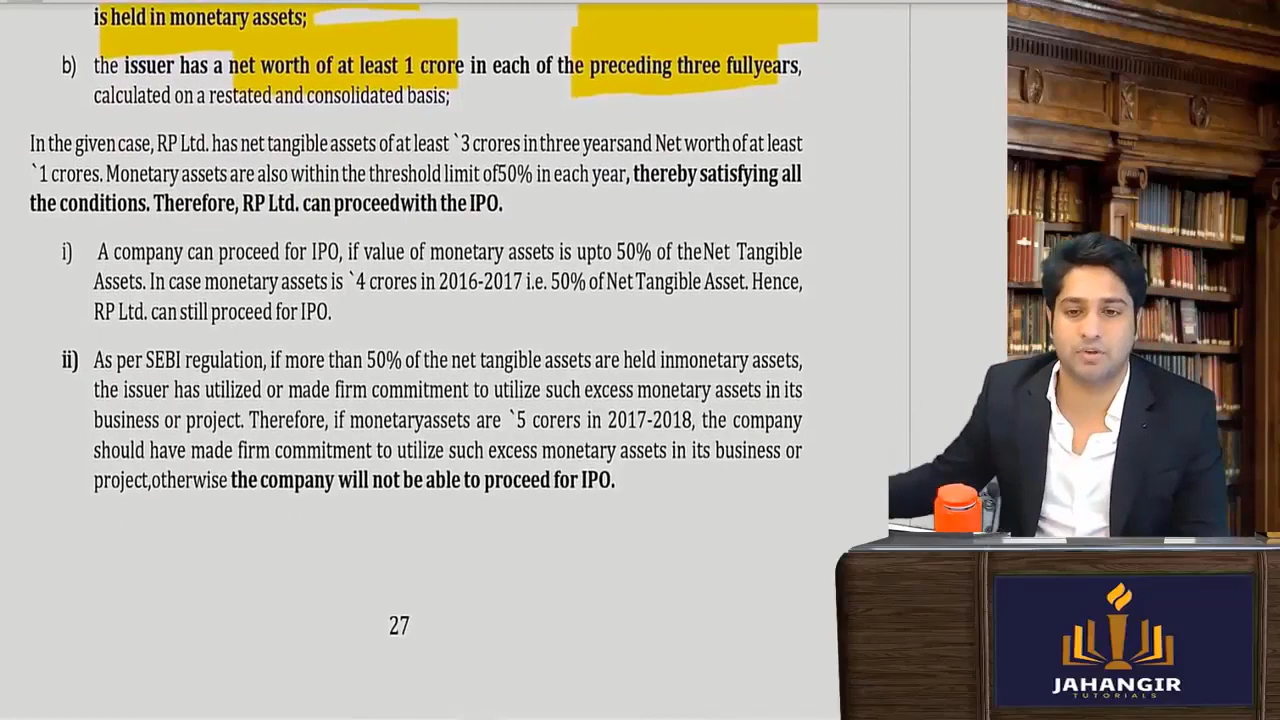 is held in monetary assets;
b) the issuer has a net worth of at least 1 crore in each of the preceding three fullyears,
calculated on a restated and consolidated basis;
In the given case, RP Ltd. has net tangible assets of at least `3 crores in three yearsand Net worth of at least
`1 crores. Monetary assets are also within the threshold limit of50% in each year, thereby satisfying all
the conditions. Therefore, RP Ltd. can proceedwith the IPO.
i) A company can proceed for IPO, if value of monetary assets is upto 50% of theNet Tangible
Assets. In case monetary assets is `4 crores in 2016-2017 i.e. 50% of Net Tangible Asset. Hence,
RP Ltd. can still proceed for IPO.
ii) As per SEBI regulation, if more than 50% of the net tangible assets are held inmonetary assets,
the issuer has utilized or made firm commitment to utilize such excess monetary assets in its
business or project. Therefore, if monetaryassets are `5 corers in 2017-2018, the company
should have made firm commitment to utilize such excess monetary assets in its business or
project,otherwise the company will not be able to proceed for IPO.
27
JAHANGIR
TUTORIALS